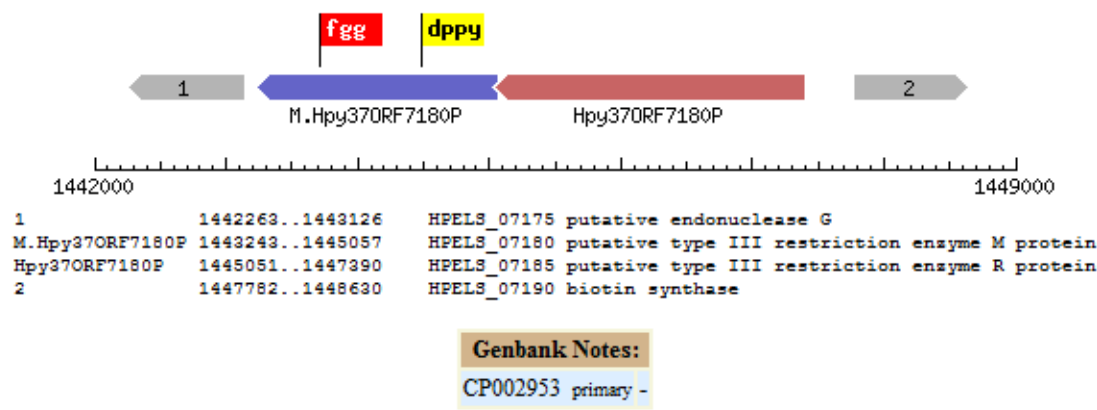 fgg dppy
1 2
M.Hpy37ORF7180P Hpy37ORF7180P
1442000 1449000
1 1442263..1443126 HPELS_07175 putative endonuclease G
M.Hpy37ORF7180P 1443243..1445057 HPELS_07180 putative type III restriction enzyme M protein
Hpy37ORF7180P 1445051..1447390 HPELS_07185 putative type III restriction enzyme R protein
2 1447782..1448630 HPELS_07190 biotin synthase
Genbank Notes:
CP002953 primary -